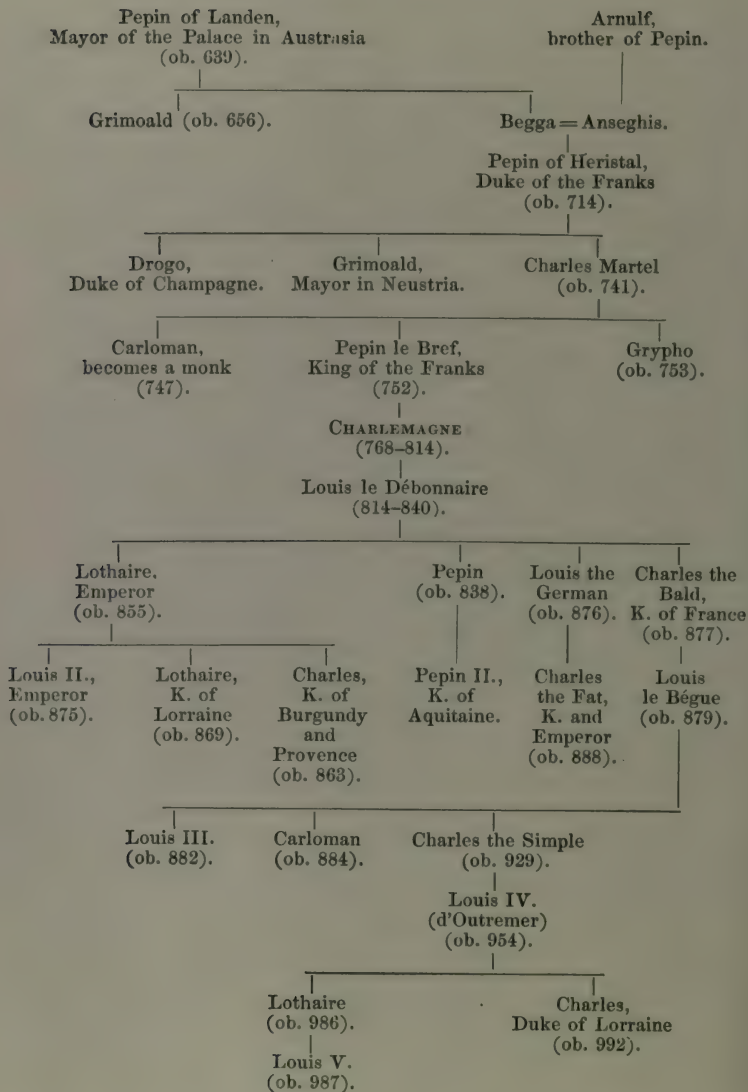 Pepin of Landen,
Mayor of the Palace in Austrasia
(ob. 639).
Arnulf,
brother of Pepin.
Grimoald (ob. 656).
Begga = Anseghis.
Pepin of Heristal,
Duke of the Franks
(ob. 714).
Drogo,
Duke of Champagne.
Grimoald,
Mayor in Neustria.
Charles Martel
(ob. 741).
Carloman,
becomes a monk
(747).
Pepin le Bref,
King of the Franks
(752).
Grypho
(ob. 753).
CHARLEMAGNE
(768–814).
Louis le Débonnaire
(814–840).
Lothaire.
Emperor
(ob. 855).
Pepin
(ob. 838).
Louis the
German
(ob. 876).
Charles the
Bald,
K. of France
(ob. 877).
Louis II.,
Emperor
(ob. 875).
Lothaire,
K. of
Lorraine
(ob. 869).
Charles,
K. of
Burgundy
and
Provence
(ob. 863).
Pepin II.,
K. of
Aquitaine.
Charles
the Fat,
K. and
Emperor
(ob. 888).
Louis
le Bégue
(ob. 879).
Louis III.
(ob. 882).
Carloman
(ob. 884).
Charles the Simple
(ob. 929).
Louis IV.
(d'Outremer)
(ob. 954).
Lothaire
(ob. 986).
Charles,
Duke of Lorraine
(ob. 992).
Louis V.
(ob. 987).